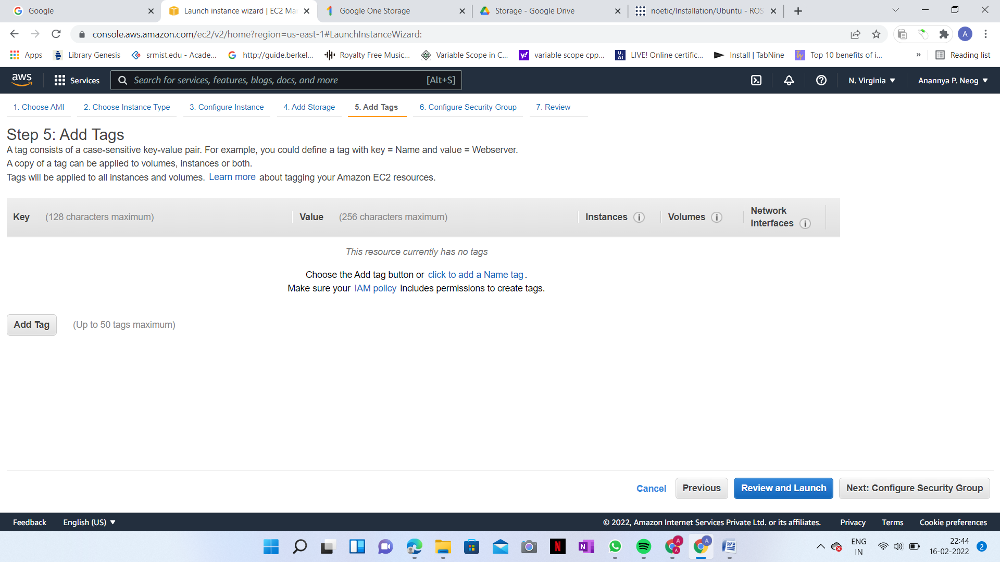 Google
Launch instance wizard | EC2 Ma
Google One Storage
Storage - Google Drive
noetic/Installation/Ubuntu - ROS
console.aws.amazon.com/ec2/v2/home?region=us-east-1#LaunchInstanceWizard:
A
Apps
Library Genesis
srmist.edu - Acade...
http://guide.berkel...
Royalty Free Music...
Variable Scope in C...
variable scope cpp...
LIVE! Online certific...
Install | TabNine
Top 10 benefits of i...
»
Reading list
aws
Services
Search for services, features, blogs, docs, and more
[Alt+S]
N. Virginia
Anannya P. Neog
1. Choose AMI
2. Choose Instance Type
3. Configure Instance
4. Add Storage
5. Add Tags
6. Configure Security Group
7. Review
Step 5: Add Tags
A tag consists of a case-sensitive key-value pair. For example, you could define a tag with key = Name and value = Webserver.
A copy of a tag can be applied to volumes, instances or both.
Tags will be applied to all instances and volumes. Learn more about tagging your Amazon EC2 resources.
Key (128 characters maximum)
Value (256 characters maximum)
Instances
Volumes
Network
Interfaces
This resource currently has no tags
Choose the Add tag button or click to add a Name tag.
Make sure your IAM policy includes permissions to create tags.
Add Tag
(Up to 50 tags maximum)
Cancel
Previous
Review and Launch
Next: Configure Security Group
Feedback
English (US)
© 2022, Amazon Internet Services Private Ltd. or its affiliates.
Privacy
Terms
Cookie preferences
ENG
IN
22:44
16-02-2022
2